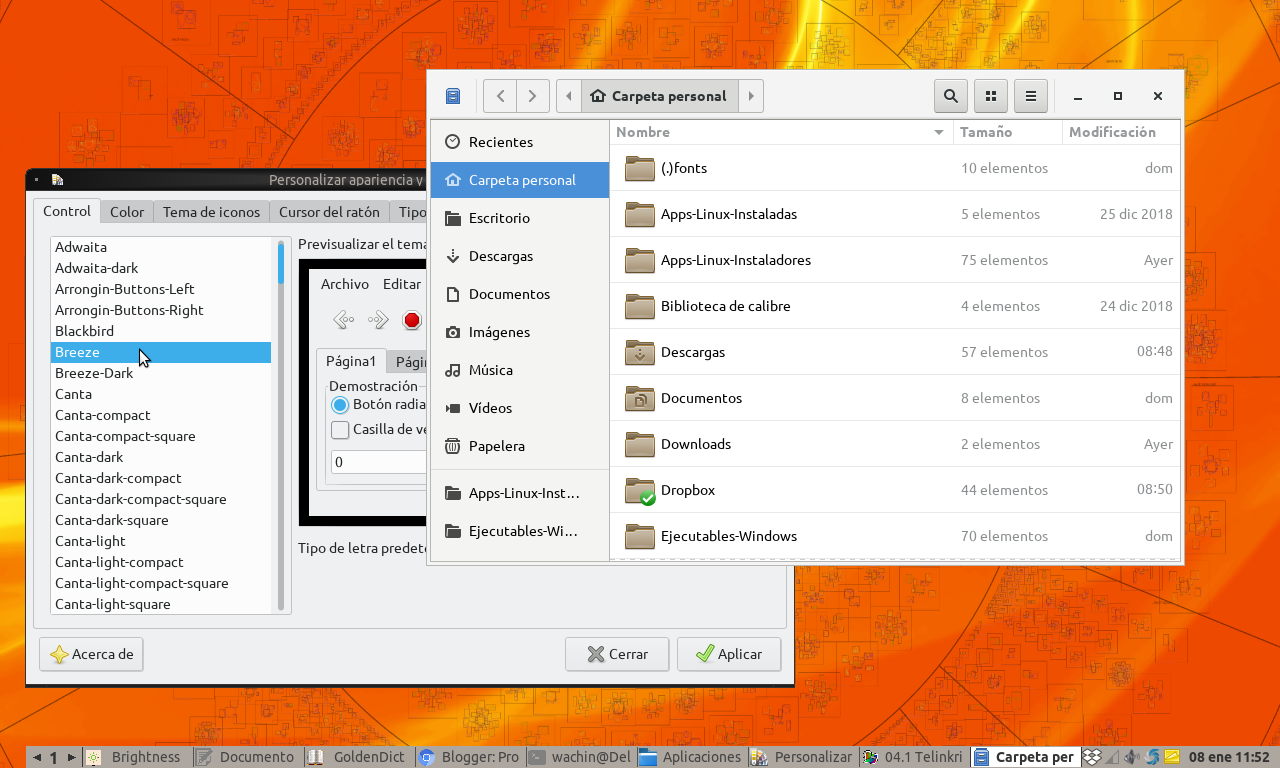 Carpeta personal
Nombre
Tamaño
Modificación
Recientes
Carpeta personal
Escritorio
Descargas
Documentos
Imágenes
Música
Vídeos
Papelera
Apps-Linux-Inst...
Ejecutables-Wi...
(.)fonts 10 elementos dom
Apps-Linux-Instaladas 5 elementos 25 dic 2018
Apps-Linux-Instaladores 75 elementos Ayer
Biblioteca de calibre 4 elementos 24 dic 2018
Descargas 57 elementos 08:48
Documentos 8 elementos dom
Downloads 2 elementos Ayer
Dropbox 44 elementos 08:50
Ejecutables-Windows 70 elementos dom
Personalizar apariencia y
Control Color Tema de iconos Cursor del ratón Tipo
Adwaita
Adwaita-dark
Arrongin-Buttons-Left
Arrongin-Buttons-Right
Blackbird
Breeze
Breeze-Dark
Canta
Canta-compact
Canta-compact-square
Canta-dark
Canta-dark-compact
Canta-dark-compact-square
Canta-dark-square
Canta-light
Canta-light-compact
Canta-light-compact-square
Canta-light-square
Previsualizar el tema
Archivo Editar
Página1 Págin
Demostración
Botón radia
Casilla de ve
0
Tipo de letra predete
Acerca de
Cerrar
Aplicar
1 Brightness Documento GoldenDict Blogger: Pro wachin@Del Aplicaciones Personalizar 04.1 Telinkri Carpeta per 08 ene 11:52